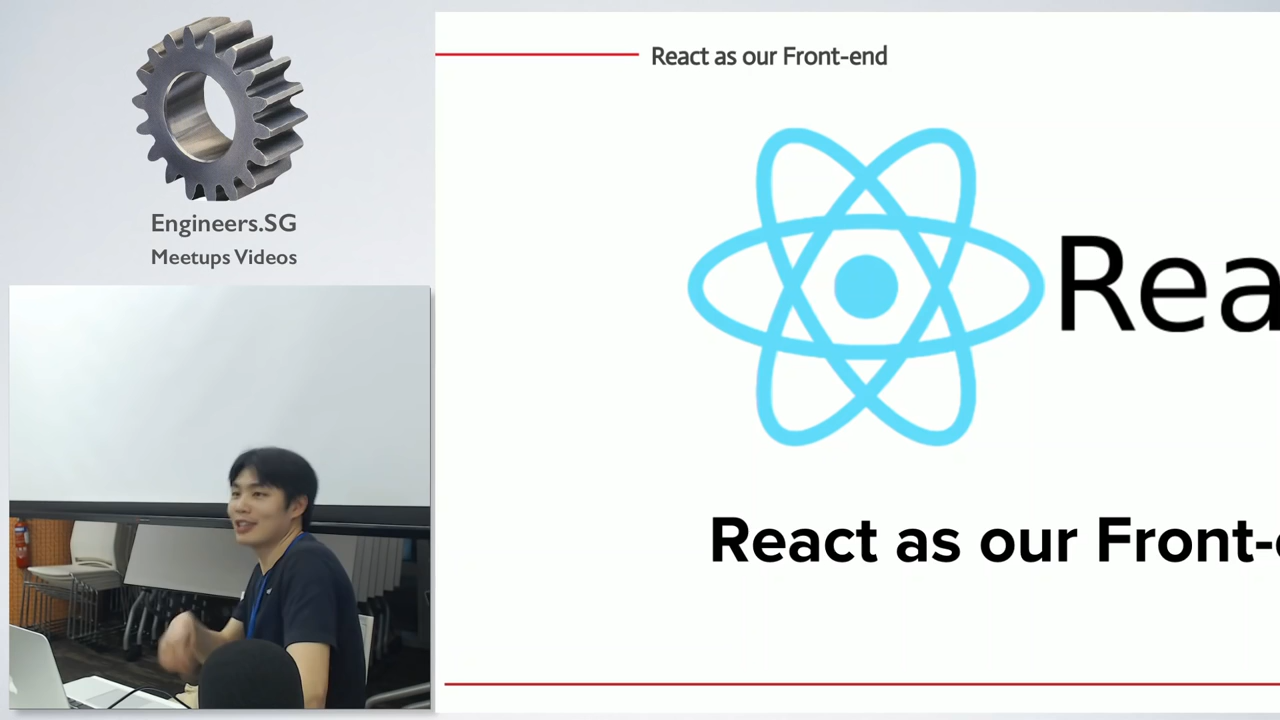 Engineers.SG
Meetups Videos
React as our Front-end
Rea
React as our Front-